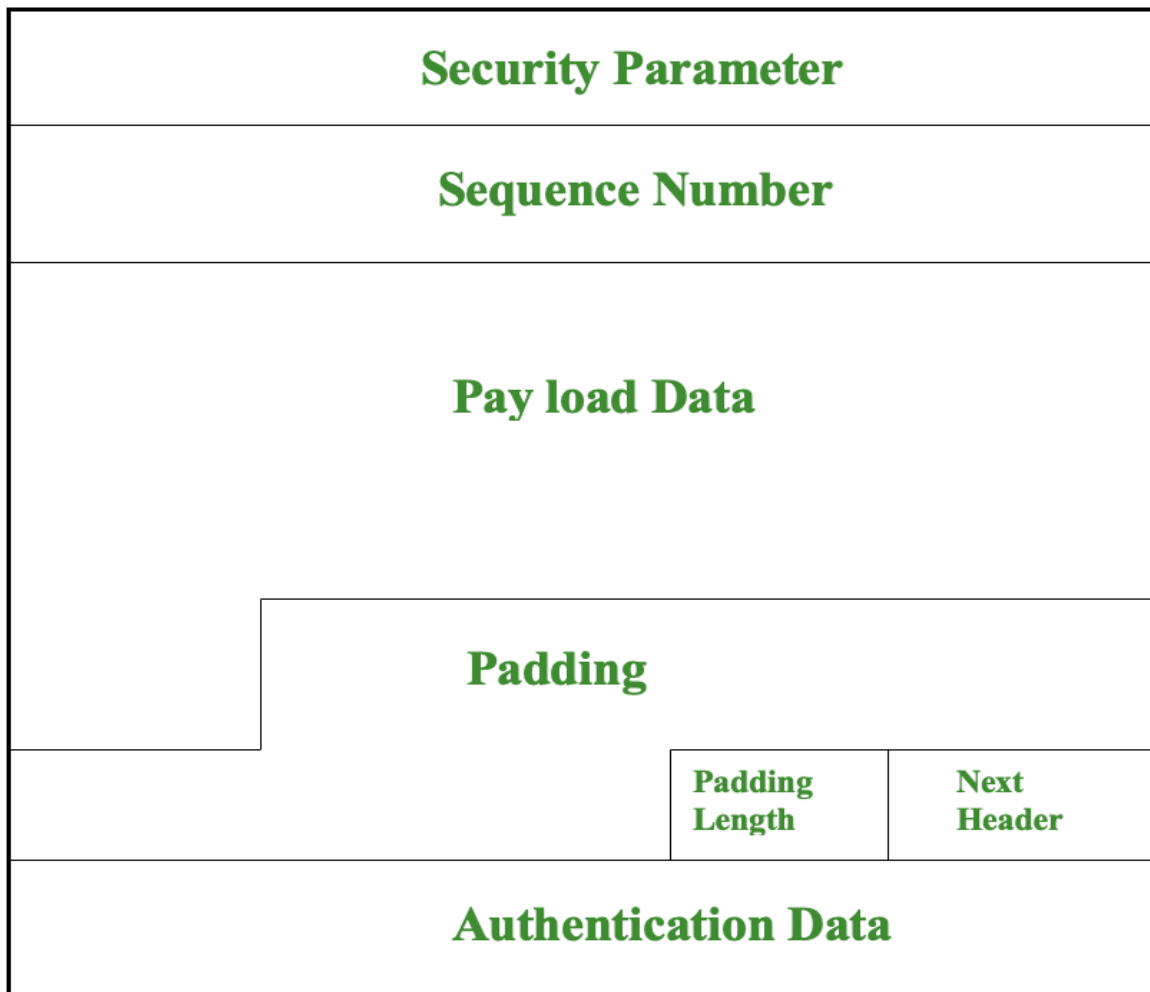 Security Parameter
Sequence Number
Pay load Data
Padding
Padding
Length
Next
Header
Authentication Data